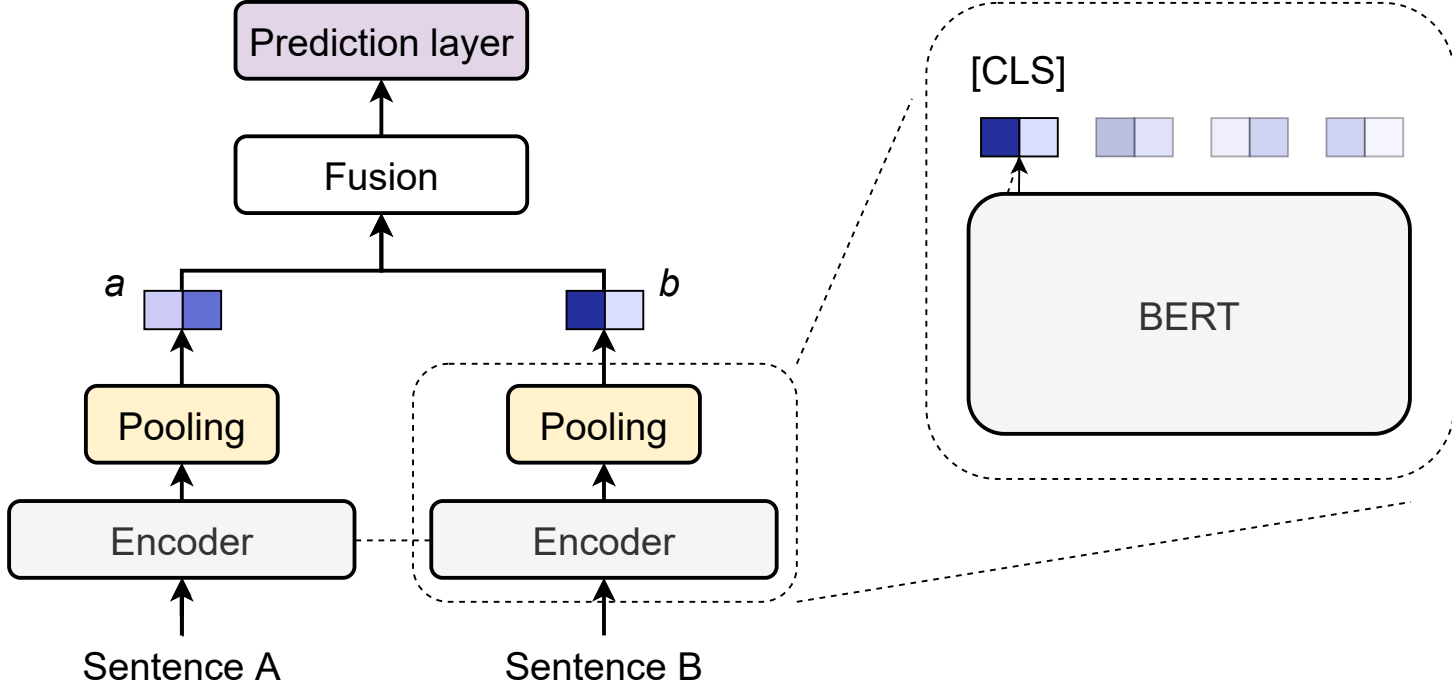 Prediction layer
Fusion
a
b
Pooling
Pooling
Encoder
Encoder
Sentence A
Sentence B
[CLS]
BERT